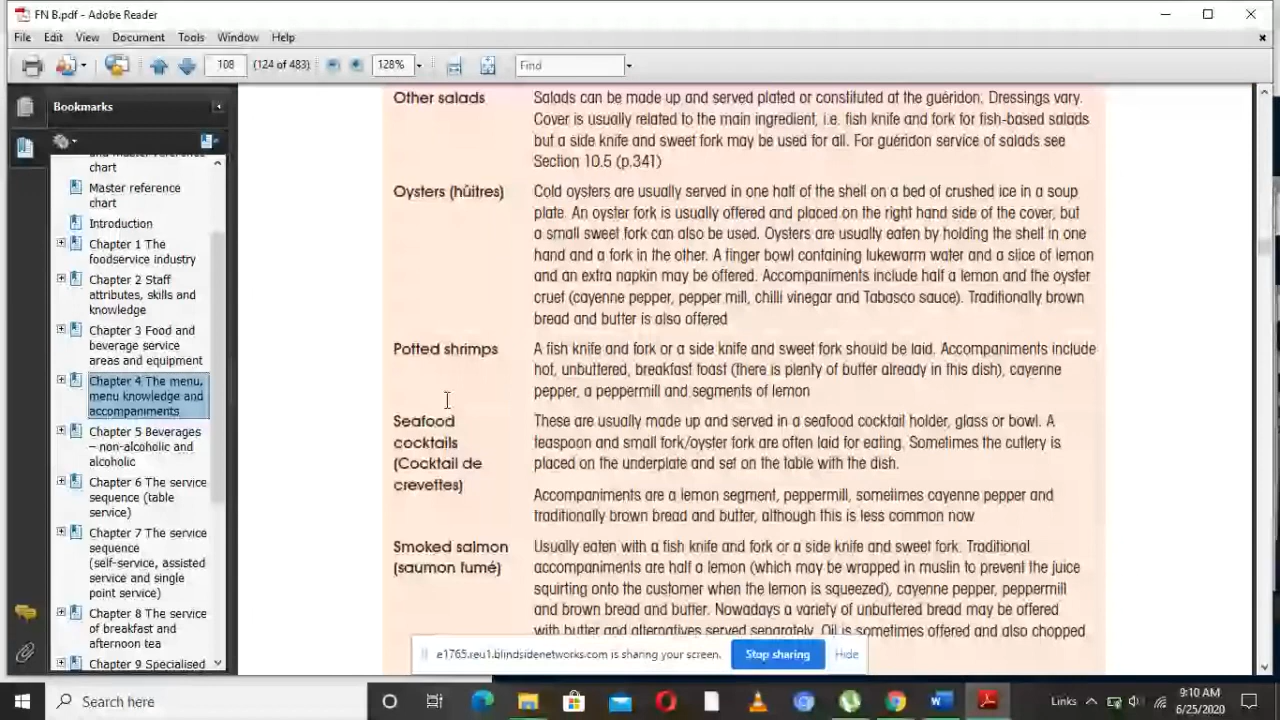 FN B.pdf - Adobe Reader
File Edit View Document Tools Window Help
108 (124 of 483) 128% Find
Bookmarks
and master reference
chart
Master reference
chart
Introduction
Chapter 1 The
foodservice industry
Chapter 2 Staff
attributes, skills and
knowledge
Chapter 3 Food and
beverage service
areas and equipment
Chapter 4 The menu,
menu knowledge and
accompaniments
Chapter 5 Beverages
– non-alcoholic and
alcoholic
Chapter 6 The service
sequence (table
service)
Chapter 7 The service
sequence
(self-service, assisted
service and single
point service)
Chapter 8 The service
of breakfast and
afternoon tea
Chapter 9 Specialised
Other salads
Salads can be made up and served plated or constituted at the guéridon. Dressings vary.
Cover is usually related to the main ingredient, i.e. fish knife and fork for fish-based salads
but a side knife and sweet fork may be used for all. For guéridon service of salads see
Section 10.5 (p.341)
Oysters (hûitres)
Cold oysters are usually served in one half of the shell on a bed of crushed ice in a soup
plate. An oyster fork is usually offered and placed on the right hand side of the cover, but
a small sweet fork can also be used. Oysters are usually eaten by holding the shell in one
hand and a fork in the other. A finger bowl containing lukewarm water and a slice of lemon
and an extra napkin may be offered. Accompaniments include half a lemon and the oyster
cruet (cayenne pepper, pepper mill, chilli vinegar and Tabasco sauce). Traditionally brown
bread and butter is also offered
Potted shrimps
A fish knife and fork or a side knife and sweet fork should be laid. Accompaniments include
hot, unbuttered, breakfast toast (there is plenty of butter already in this dish), cayenne
pepper, a peppermill and segments of lemon
Seafood
cocktails
(Cocktail de
crevettes)
These are usually made up and served in a seafood cocktail holder, glass or bowl. A
teaspoon and small fork/oyster fork are often laid for eating. Sometimes the cutlery is
placed on the underplate and set on the table with the dish.
Accompaniments are a lemon segment, peppermill, sometimes cayenne pepper and
traditionally brown bread and butter, although this is less common now
Smoked salmon
(saumon fumé)
Usually eaten with a fish knife and fork or a side knife and sweet fork. Traditional
accompaniments are half a lemon (which may be wrapped in muslin to prevent the juice
squirting onto the customer when the lemon is squeezed), cayenne pepper, peppermill
and brown bread and butter. Nowadays a variety of unbuttered bread may be offered
with butter and alternatives served separately. Oil is sometimes offered and also chopped
e1765.reu1.blindsidenetworks.com is sharing your screen. Stop sharing Hide
Search here
Links
9:10 AM
6/25/2020